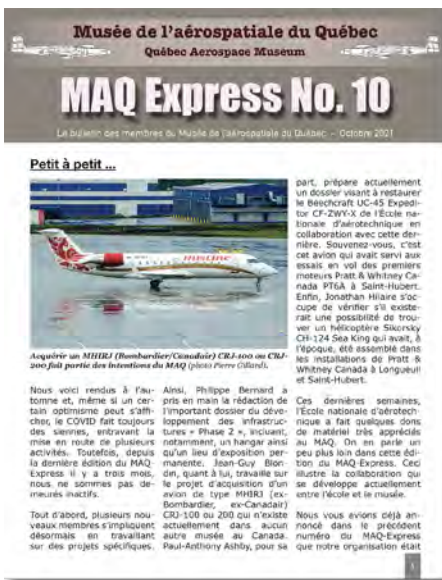 Musée de l'aérospatiale du Québec
Québec Aerospace Museum
MAQ Express No. 10
Le bulletin des membres du Musée de l'aérospatiale du Québec - Octobre 2021
Petit à petit ...
Acquérir un MHIRJ (Bombardier/Canadair) CRJ-100 ou CRJ-
200 fait partie des intentions du MAQ (photo Pierre Gillard).
Nous voici rendus à l'au-
tomne et, même si un cer-
tain optimisme peut s'affi-
cher, le COVID fait toujours
des siennes, entravant la
mise en route de plusieurs
activités. Toutefois, depuis
la dernière édition du MAQ
Express il y a trois mois,
nous ne sommes pas de-
meurés inactifs.
Tout d'abord, plusieurs nou-
veaux membres s'impliquent
désormais en travaillant
sur des projets spécifiques.
Ainsi, Philippe Bernard a
pris en main la rédaction de
l'important dossier du déve-
loppement des infrastruc-
tures « Phase 2 », incluant,
notamment, un hangar ainsi
qu'un lieu d'exposition per-
manente. Jean-Guy Blon-
din, quant à lui, travaille sur
le projet d'acquisition d'un
avion de type MHIRJ (ex-
Bombardier, ex-Canadair)
CRJ-100 ou 200 qui n'existe
actuellement dans aucun
autre musée au Canada.
Paul-Anthony Ashby, pour sa
part, prépare actuellement
un dossier visant à restaurer
le Beechcraft UC-45 Expedi-
tor CF-ZWY-X de l'École na-
tionale d'aérotechnique en
collaboration avec cette der-
nière. Souvenez-vous, c'est
cet avion qui avait servi aux
essais en vol des premiers
moteurs Pratt & Whitney Ca-
nada PT6A à Saint-Hubert.
Enfin, Jonathan Hilaire s'oc-
cupe de vérifier s'il existe-
rait une possibilité de trou-
ver un hélicoptère Sikorsky
CH-124 Sea King qui avait, à
l'époque, été assemblé dans
les installations de Pratt &
Whitney Canada à Longueuil
et Saint-Hubert.
Ces dernières semaines,
l'École nationale d'aérotech-
nique a fait quelques dons
de matériel très appréciés
au MAQ. On en parle un
peu plus loin dans cette édi-
tion du MAQ-Express. Ceci
illustre la collaboration qui
se développe actuellement
entre l'école et le musée.
Nous vous avions déjà an-
noncé dans le précédent
numéro du MAQ-Express
que notre organisation était
1